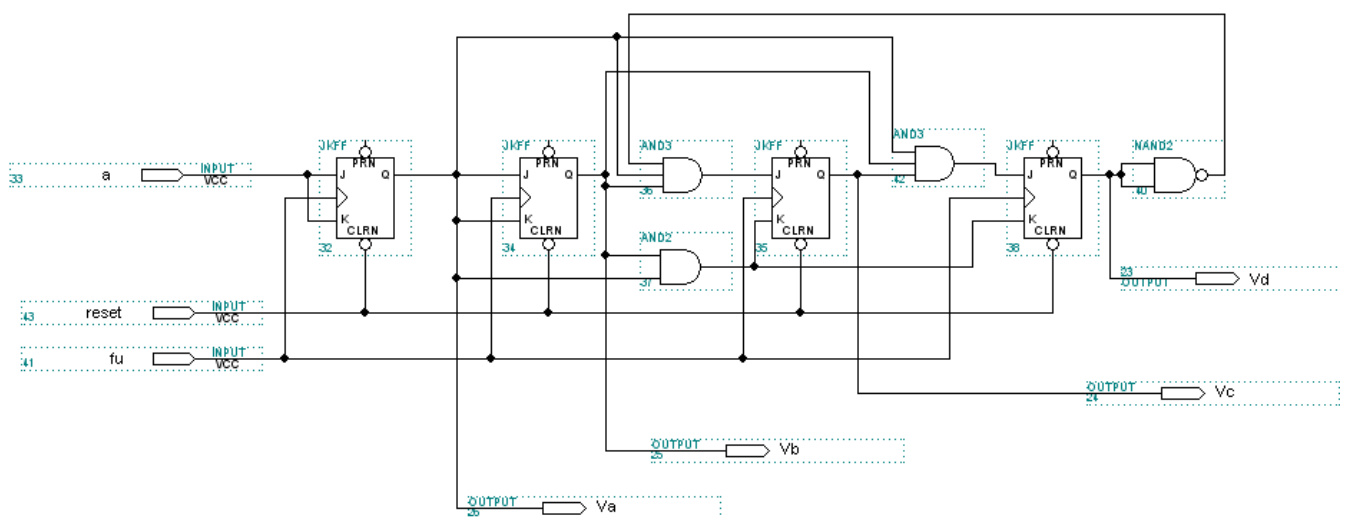 JKFF
PRN
J Q
K
CLRN
32
JKFF
PRN
J Q
K
CLRN
34
AND3
36
AND2
37
JKFF
PRN
J Q
K
CLRN
35
AND3
42
JKFF
PRN
J Q
K
CLRN
38
NAND2
40
33 a INPUT
VCC
43 reset INPUT
VCC
41 fu INPUT
VCC
23
OUTPUT Vd
OUTPUT Vc
24
OUTPUT Vb
25
OUTPUT Va
26